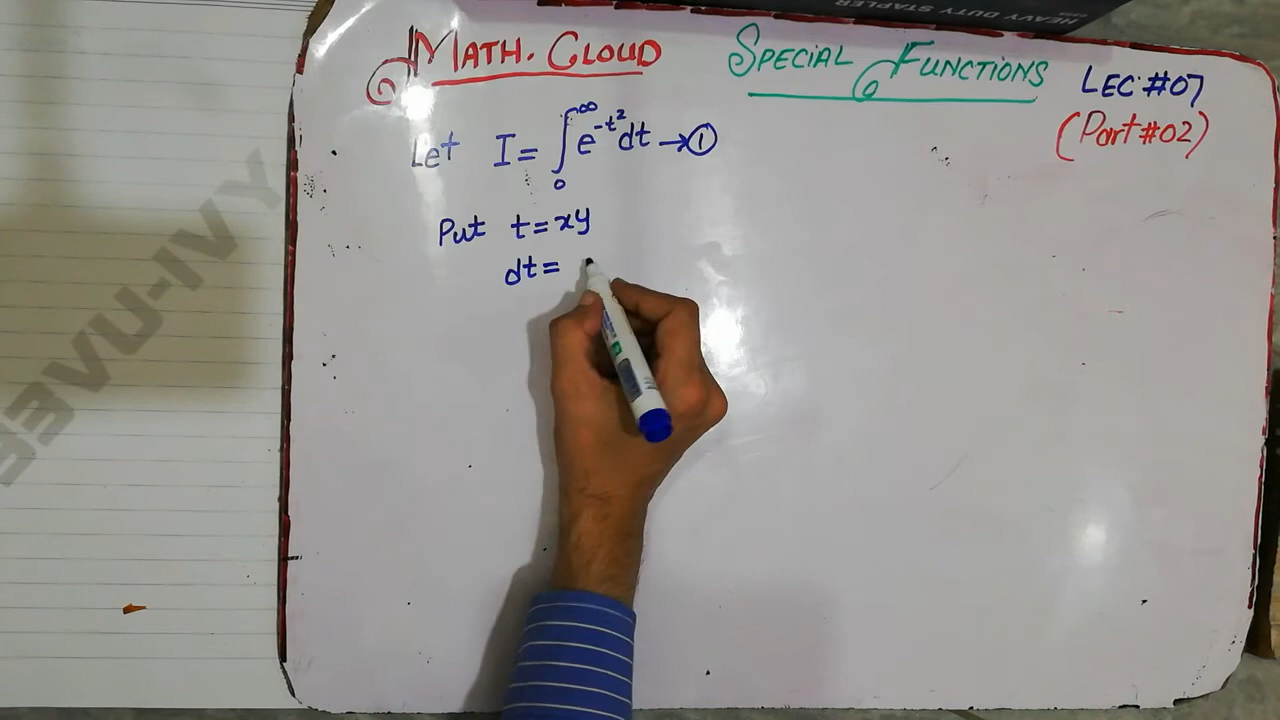 HEAVY DUTY STAPLER
MATH. CLOUD
SPECIAL FUNCTIONS
LEC #07
(Part #02)
Let I = ∫₀^∞ e^{-t²} dt → ①
Put t = xy
dt =